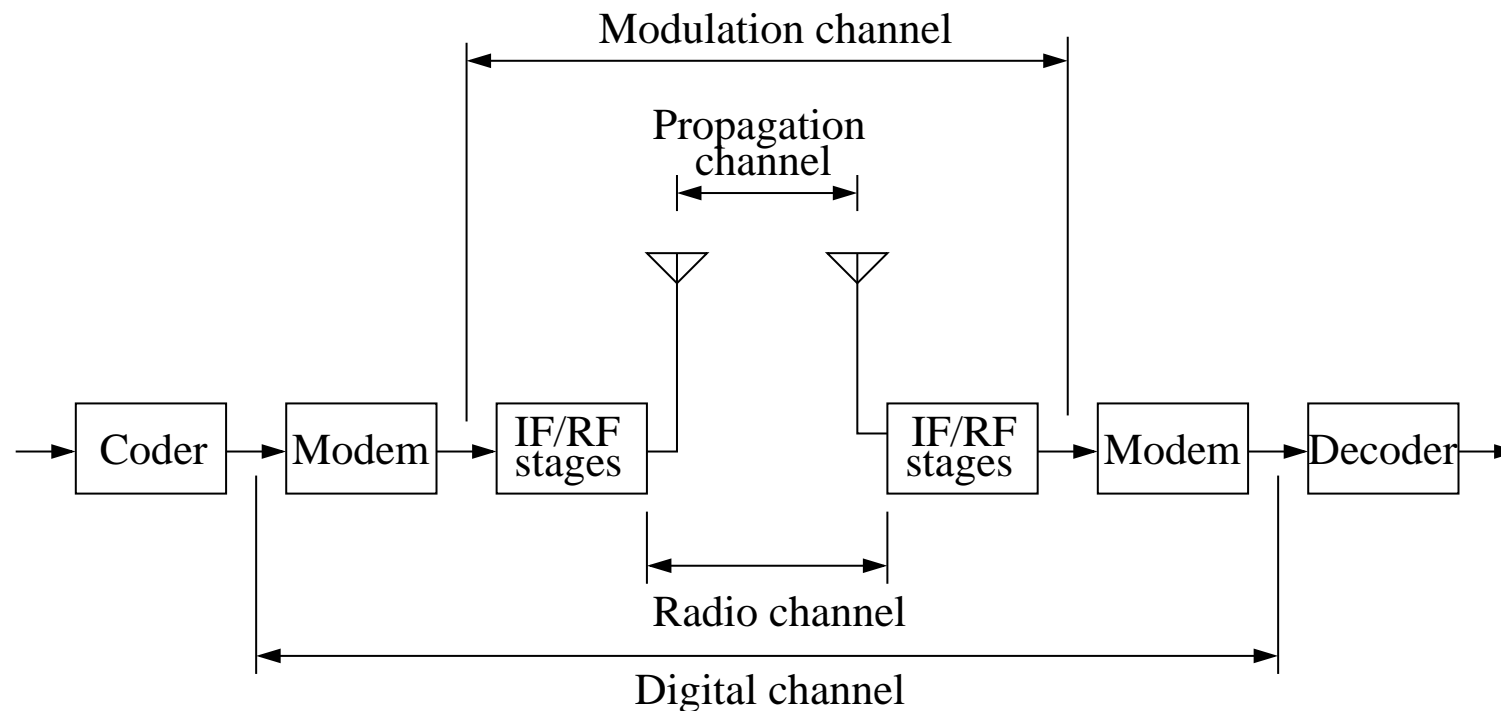 Modulation channel
Propagation
channel
Coder
Modem
IF/RF
stages
IF/RF
stages
Modem
Decoder
Radio channel
Digital channel